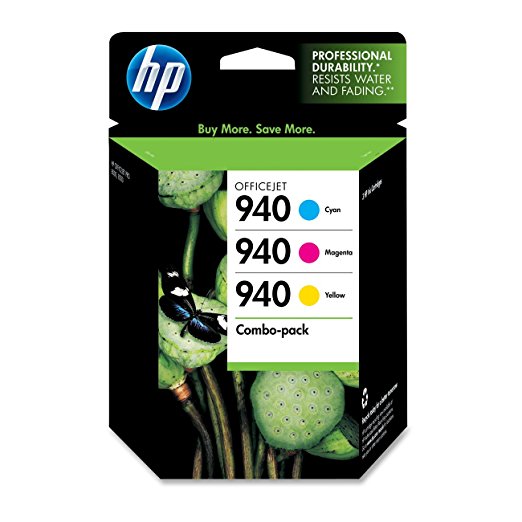 hp
PROFESSIONAL
DURABILITY.*
RESISTS WATER
AND FADING.**
Buy More. Save More.
OFFICEJET
940 Cyan
940 Magenta
940 Yellow
Combo-pack